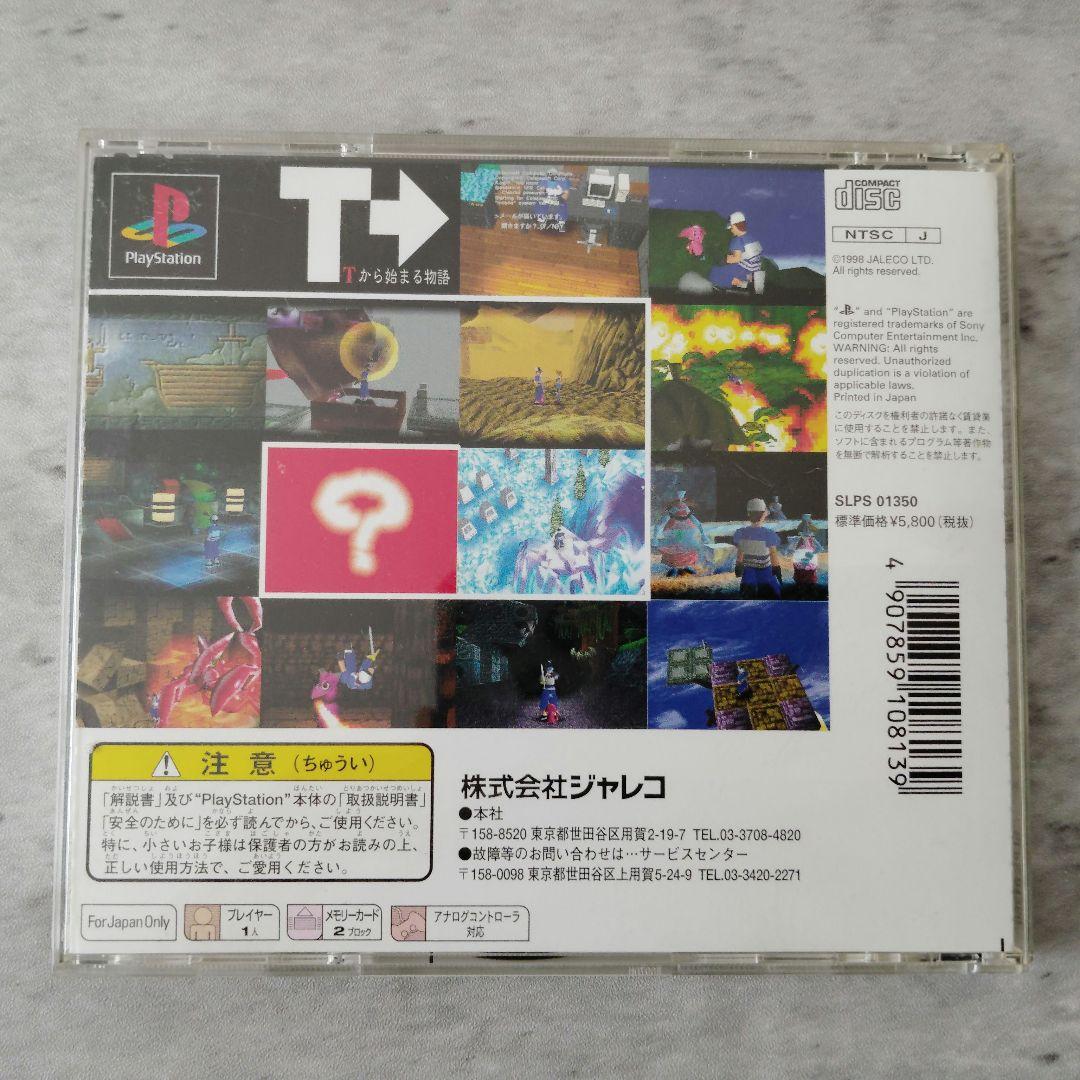 PlayStation
T→
Tから始まる物語
>メールが届いています。
COMPACT
disc
NTSC J
©1998 JALECO LTD.
All rights reserved.
"PS" and "PlayStation" are
registered trademarks of Sony
Computer Entertainment Inc.
WARNING: All rights
reserved. Unauthorized
duplication is a violation of
applicable laws.
Printed in Japan
このディスクを権利者の許諾なく賃貸業
に使用することを禁止します。また、
ソフトに含まれるプログラム等著作物
を無断で解析することを禁止します。
SLPS 01350
標準価格¥5,800(税抜)
4 907859 108139
?
注意(ちゅうい)
「解説書」及び"PlayStation"本体の「取扱説明書」
「安全のために」を必ず読んでから、ご使用ください。
特に、小さいお子様は保護者の方がお読みの上、
正しい使用方法で、ご愛用ください。
株式会社ジャレコ
●本社
〒158-8520 東京都世田谷区用賀2-19-7 TEL.03-3708-4820
●故障等のお問い合わせは…サービスセンター
〒158-0098 東京都世田谷区上用賀5-24-9 TEL.03-3420-2271
For Japan Only
プレイヤー
1人
メモリーカード
2ブロック
アナログコントローラ
対応